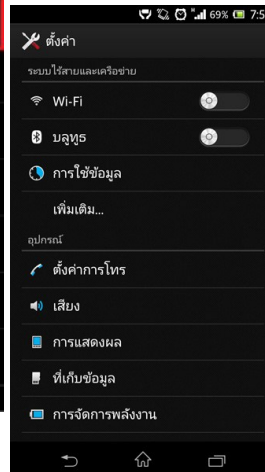 69% 7:5
ตั้งค่า
ระบบไร้สายและเครือข่าย
Wi-Fi
บลูทูธ
การใช้ข้อมูล
เพิ่มเติม...
อุปกรณ์
ตั้งค่าการโทร
เสียง
การแสดงผล
ที่เก็บข้อมูล
การจัดการพลังงาน